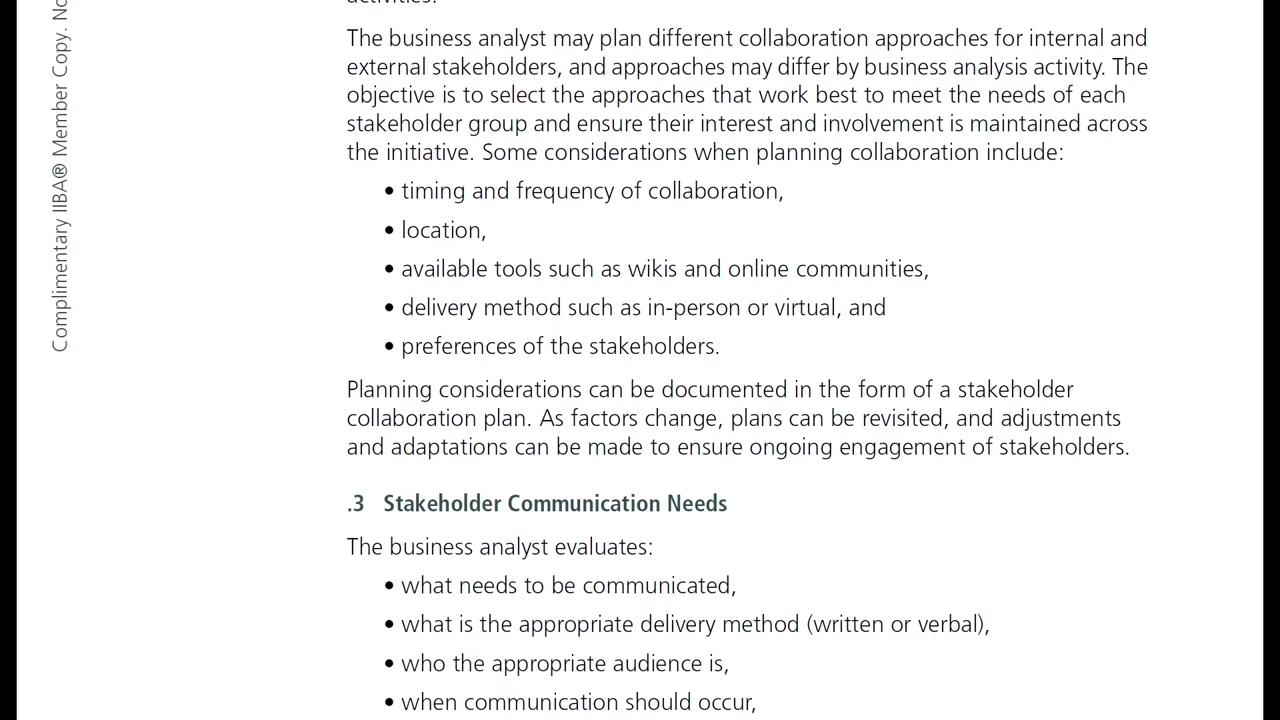 activities.
The business analyst may plan different collaboration approaches for internal and
external stakeholders, and approaches may differ by business analysis activity. The
objective is to select the approaches that work best to meet the needs of each
stakeholder group and ensure their interest and involvement is maintained across
the initiative. Some considerations when planning collaboration include:
• timing and frequency of collaboration,
• location,
• available tools such as wikis and online communities,
• delivery method such as in-person or virtual, and
• preferences of the stakeholders.
Planning considerations can be documented in the form of a stakeholder
collaboration plan. As factors change, plans can be revisited, and adjustments
and adaptations can be made to ensure ongoing engagement of stakeholders.
.3 Stakeholder Communication Needs
The business analyst evaluates:
• what needs to be communicated,
• what is the appropriate delivery method (written or verbal),
• who the appropriate audience is,
• when communication should occur,
Complimentary IIBA® Member Copy. No